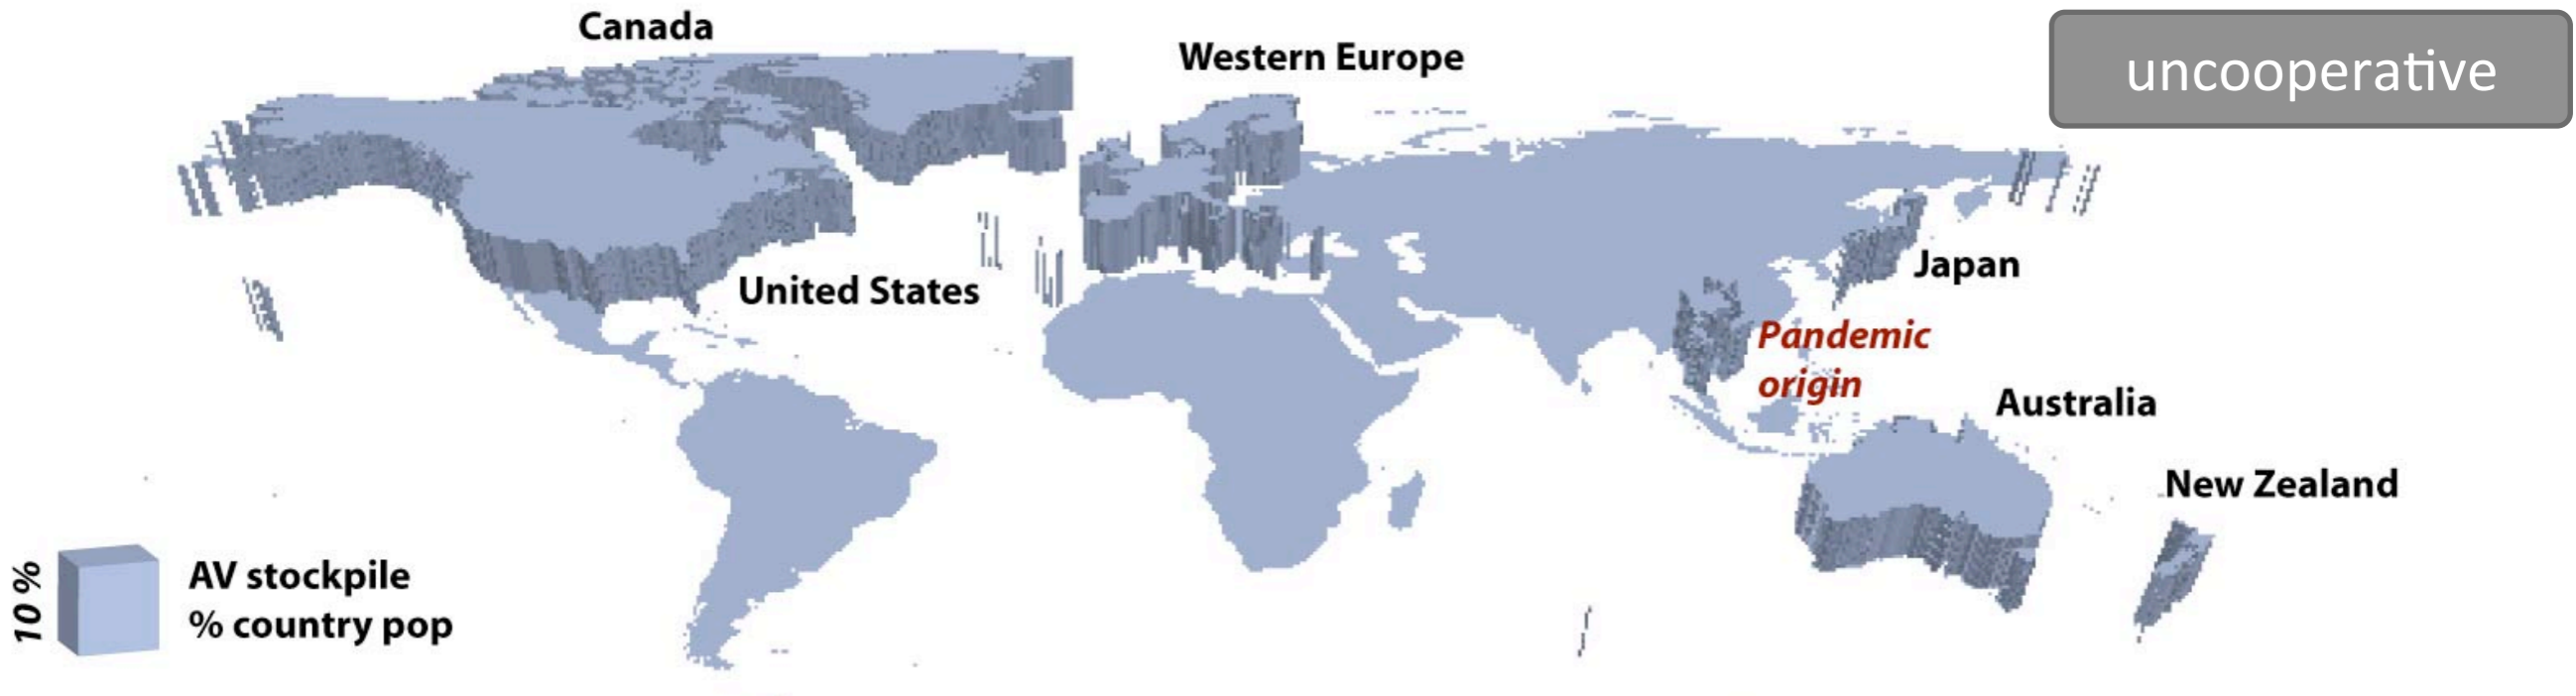 Canada
Western Europe
uncooperative
United States
Japan
Pandemic
origin
Australia
New Zealand
10 %
AV stockpile
% country pop